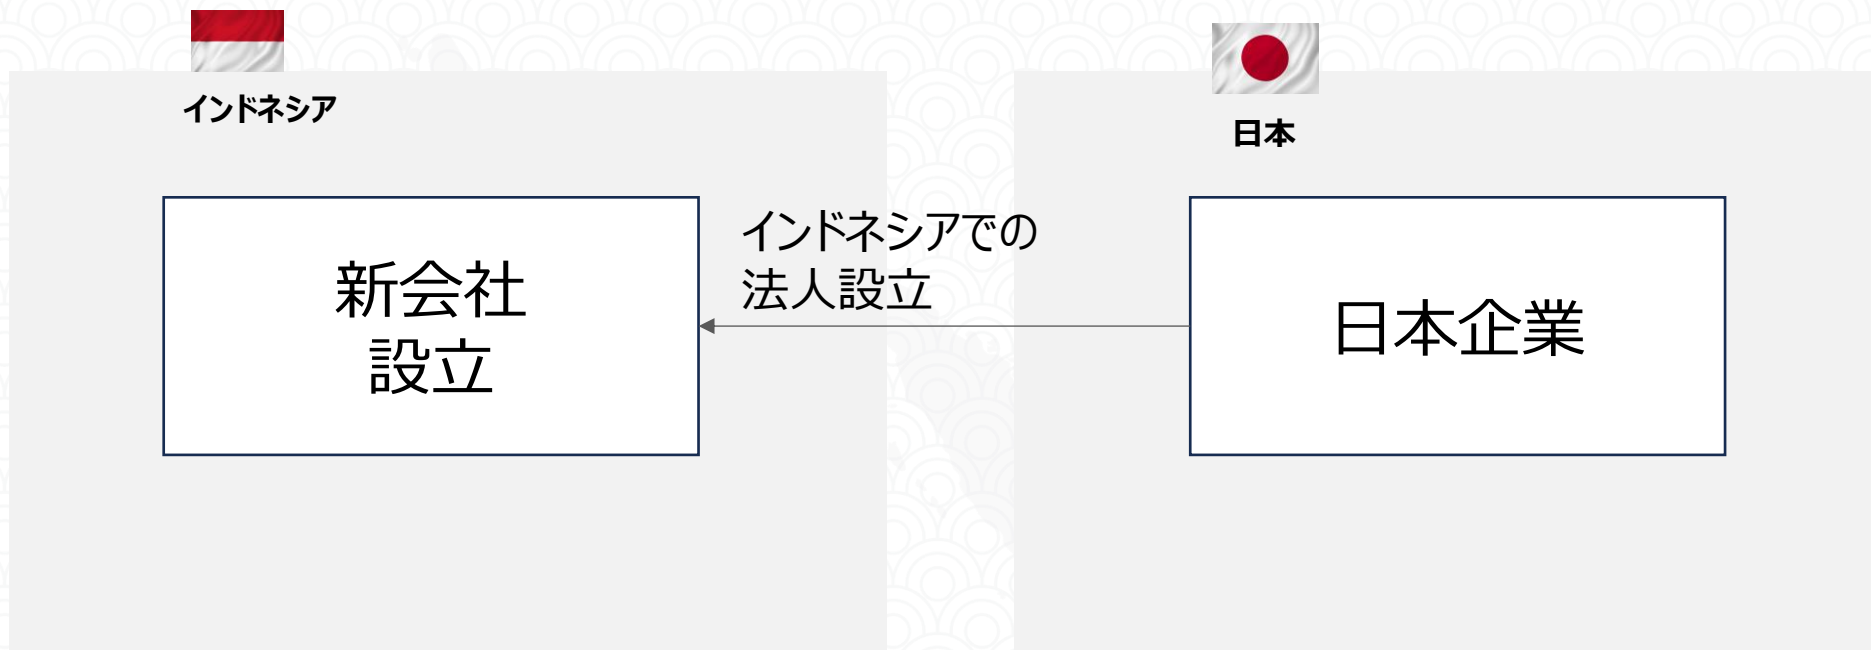 インドネシア
日本
新会社
設立
インドネシアでの
法人設立
日本企業